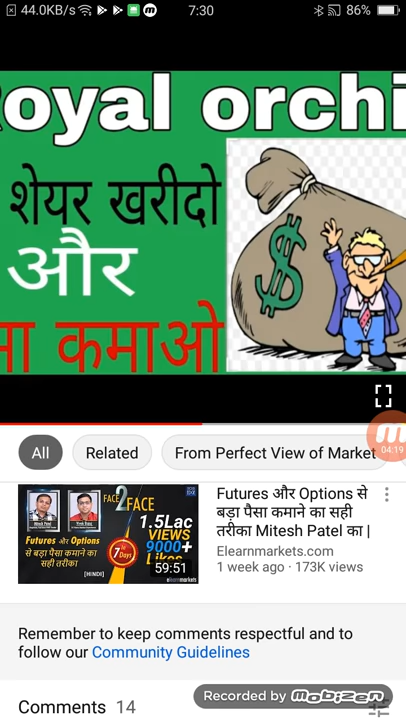 44.0KB/s
7:30
86%
oyal orchi
शेयर खरीदो
और
सा कमाओ
$
04:19
All
Related
From Perfect View of Market
FACE 2 FACE
1.5Lac
VIEWS
9000+
Likes
Futures और Options
से बड़ा पैसा कमाने का
सही तरीका
7 Days
[HINDI]
59:51
elearnmarkets
Futures और Options से
बड़ा पैसा कमाने का सही
तरीका Mitesh Patel का |
Elearnmarkets.com
1 week ago · 173K views
Remember to keep comments respectful and to
follow our Community Guidelines
Comments 14
Recorded by MOBIZEN